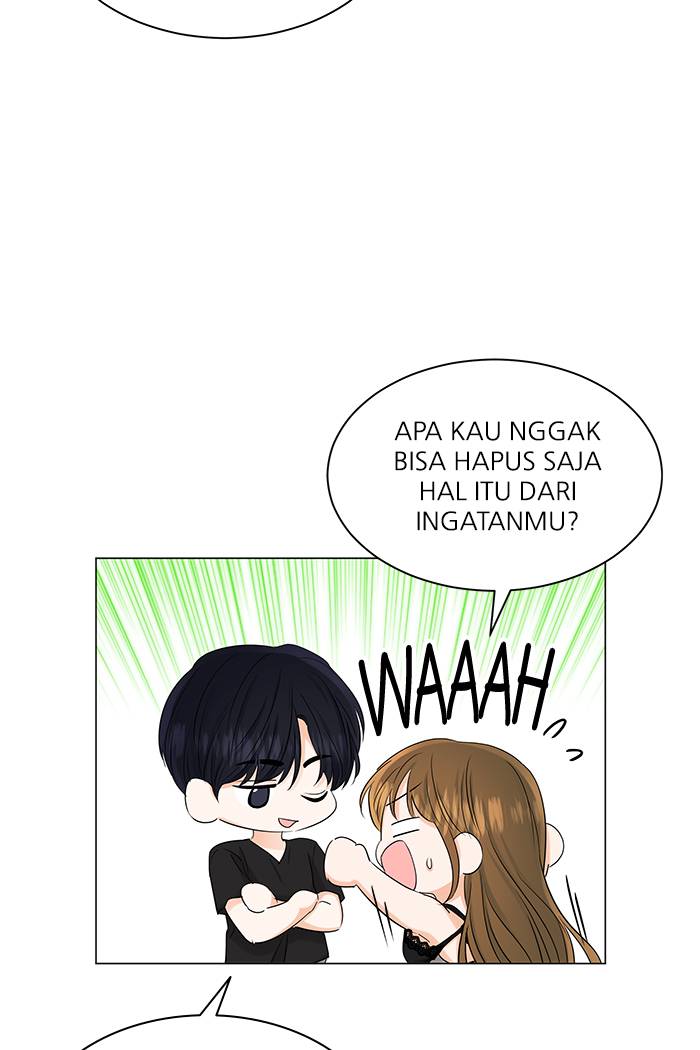 APA KAU NGGAK
BISA HAPUS SAJA
HAL ITU DARI
INGATANMU?
WAAAH